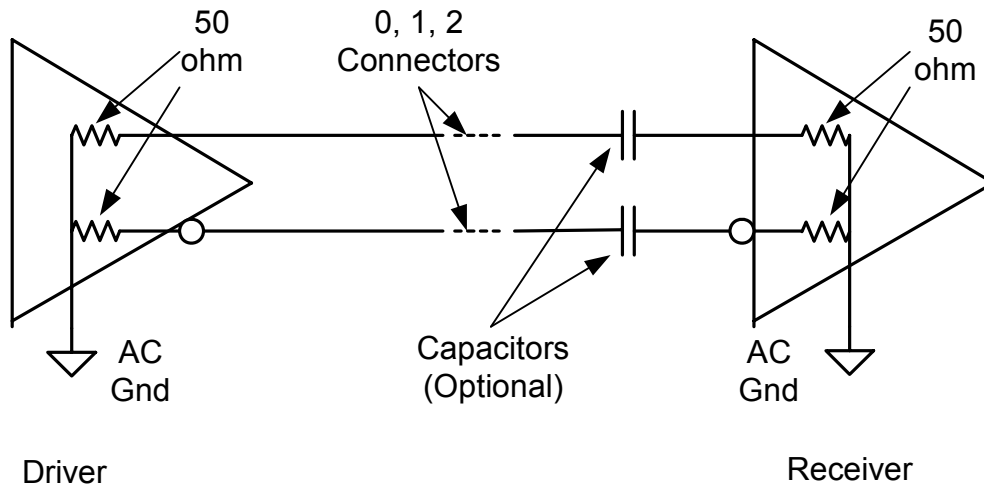 50
ohm
0, 1, 2
Connectors
50
ohm
AC
Gnd
Capacitors
(Optional)
AC
Gnd
Driver
Receiver